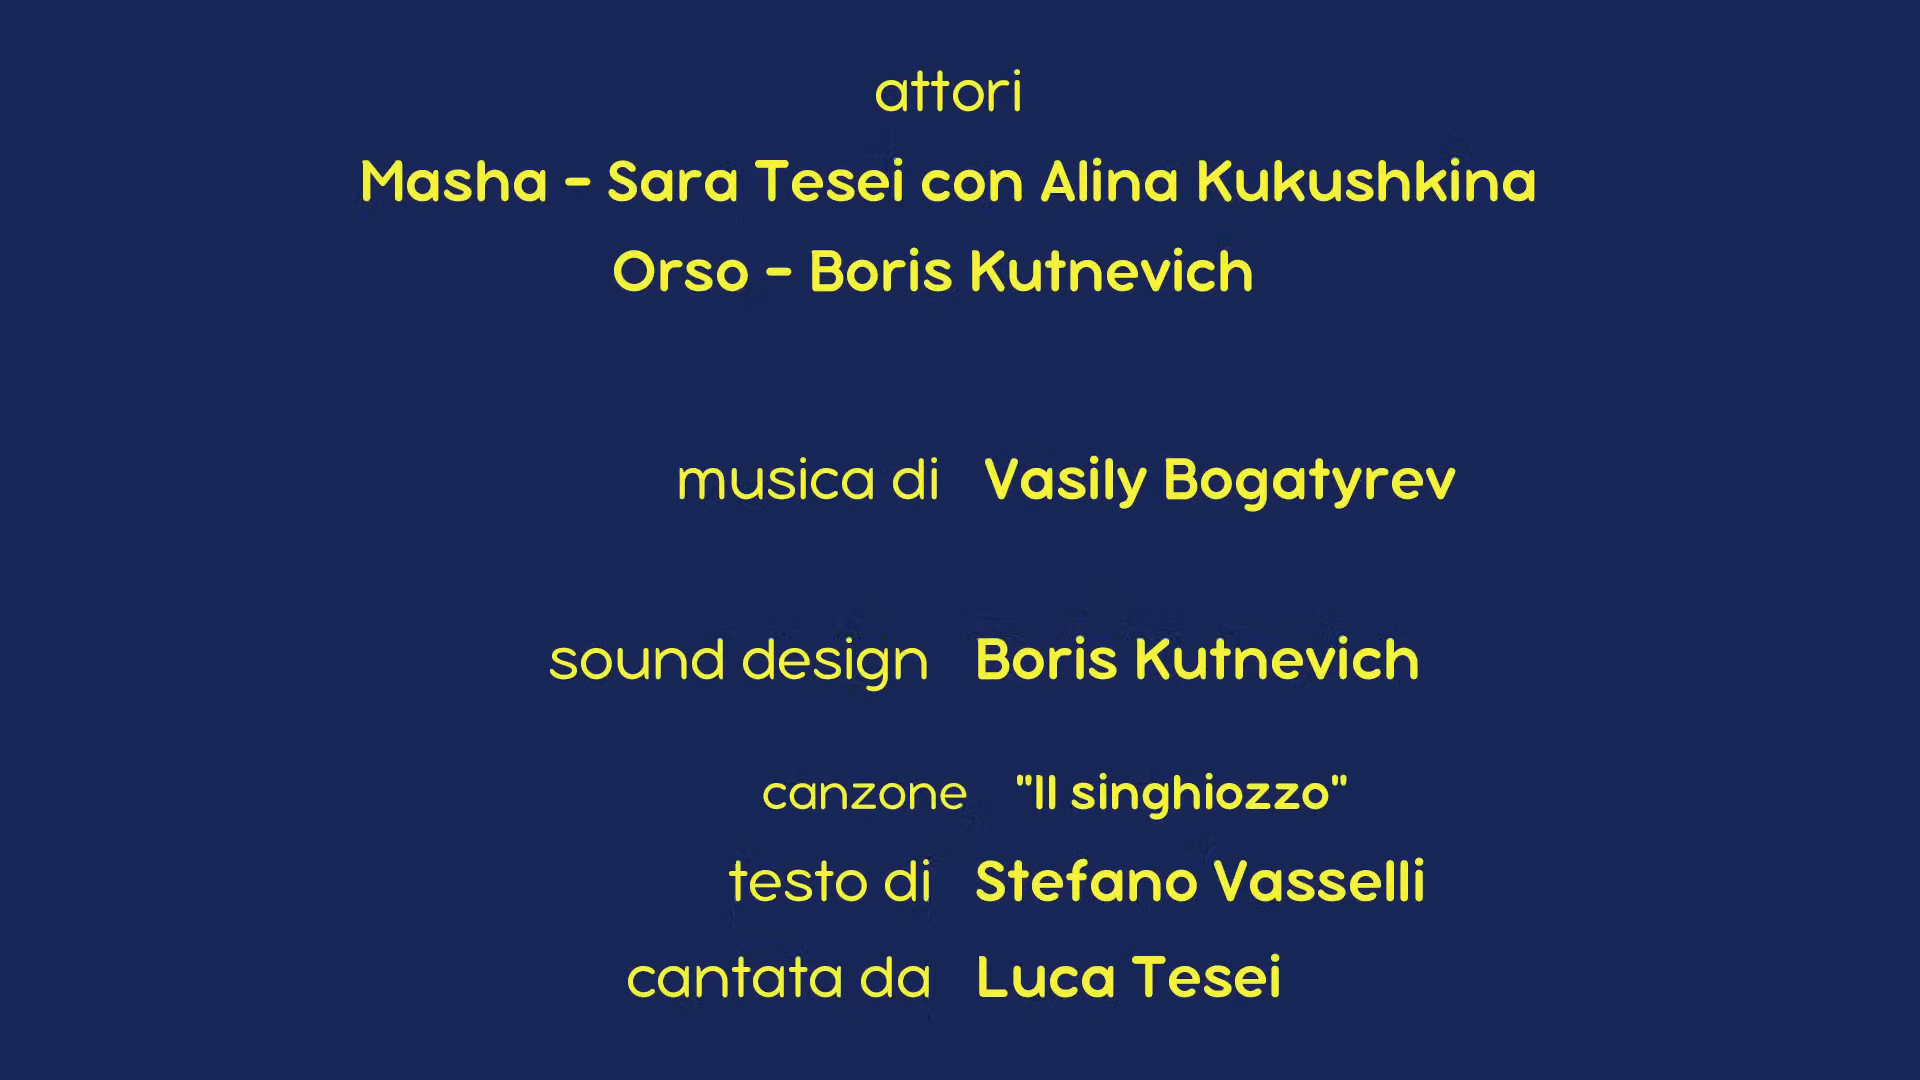 attori
Masha - Sara Tesei con Alina Kukushkina
Orso - Boris Kutnevich
musica di Vasily Bogatyrev
sound design Boris Kutnevich
canzone "Il singhiozzo"
testo di Stefano Vasselli
cantata da Luca Tesei